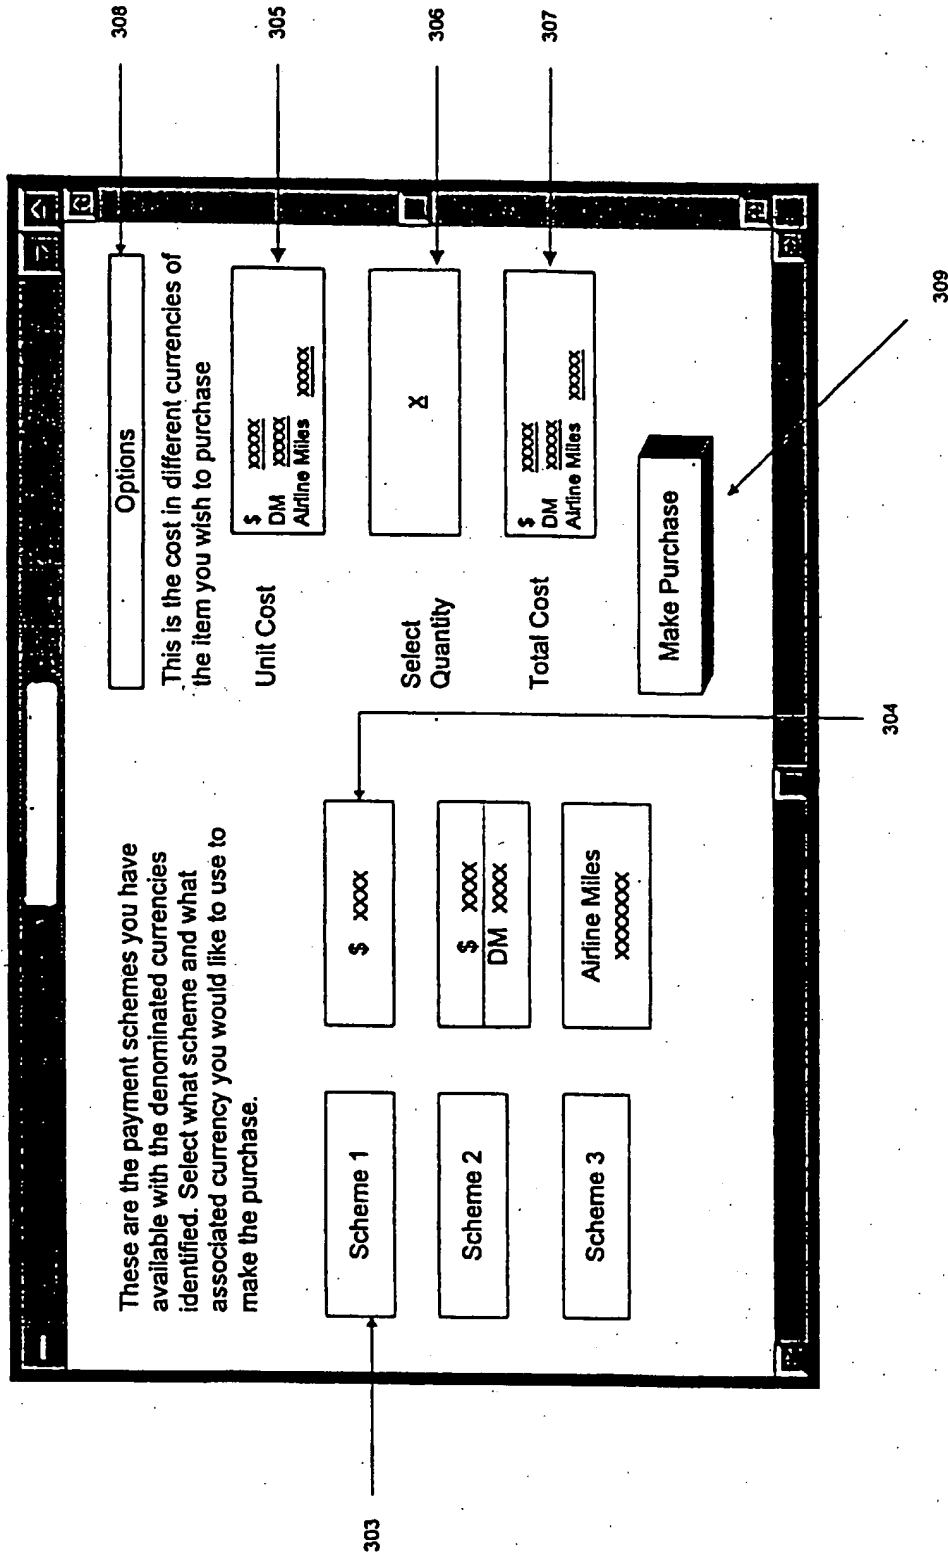 308
305
306
307
Options
This is the cost in different currencies of
the item you wish to purchase
Unit Cost
$ xxxxx
DM xxxxx
Airline Miles xxxxx
Select
Quantity
X
Total Cost
$ xxxxx
DM xxxxx
Airline Miles xxxxx
Make Purchase
309
304
These are the payment schemes you have
available with the denominated currencies
identified. Select what scheme and what
associated currency you would like to use to
make the purchase.
Scheme 1
$ xxxx
Scheme 2
$ xxxx
DM xxxx
Scheme 3
Airline Miles
xxxxxxx
303